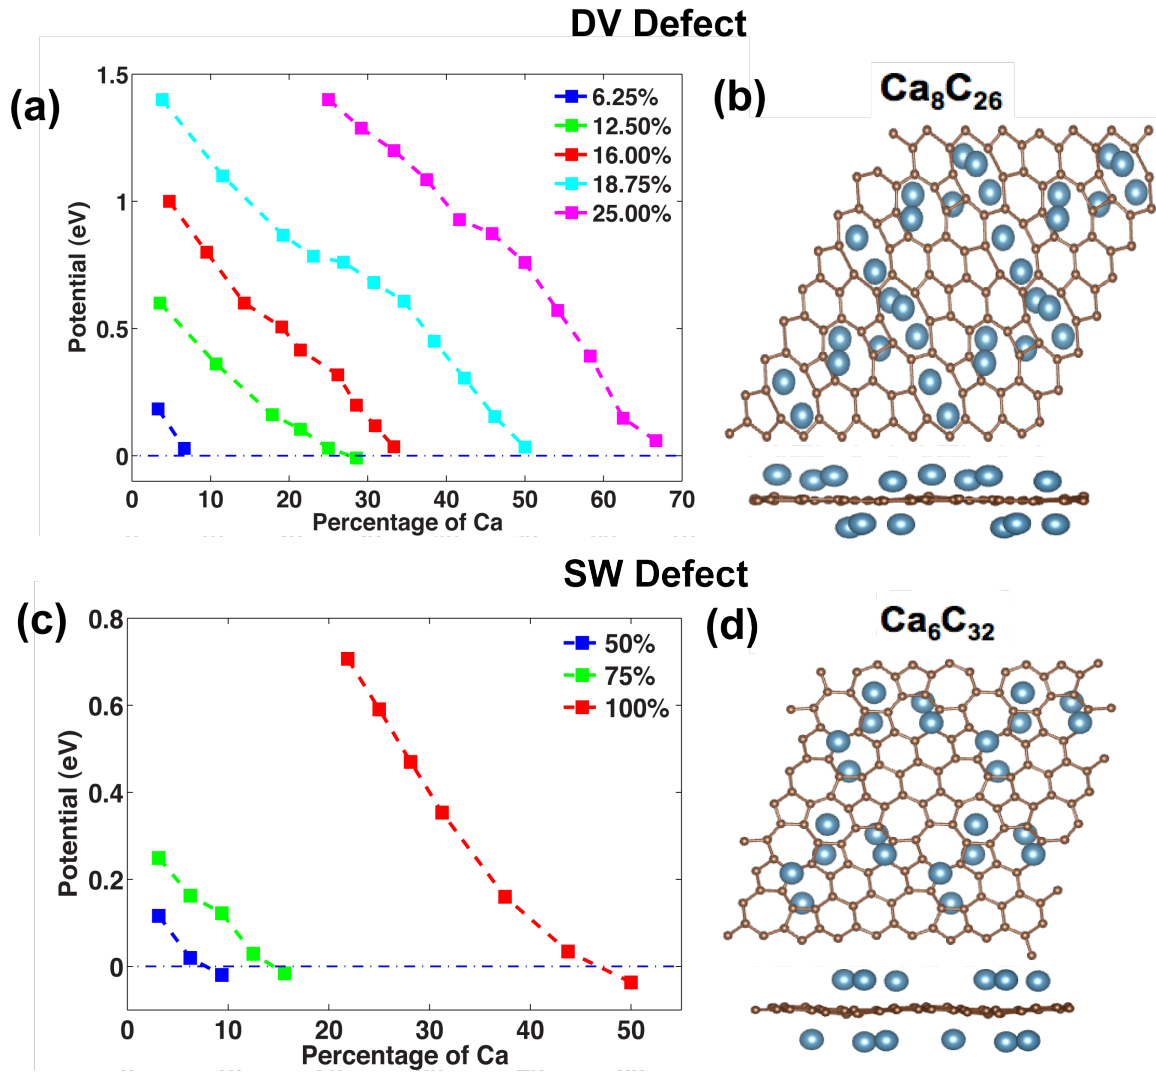 DV Defect
(a)
1.5
1
0.5
0
Potential (eV)
6.25%
12.50%
16.00%
18.75%
25.00%
0 10 20 30 40 50 60 70
Percentage of Ca
(b)
Ca₈C₂₆
SW Defect
(c)
0.8
0.6
0.4
0.2
0
Potential (eV)
50%
75%
100%
0 10 20 30 40 50
Percentage of Ca
(d)
Ca₆C₃₂